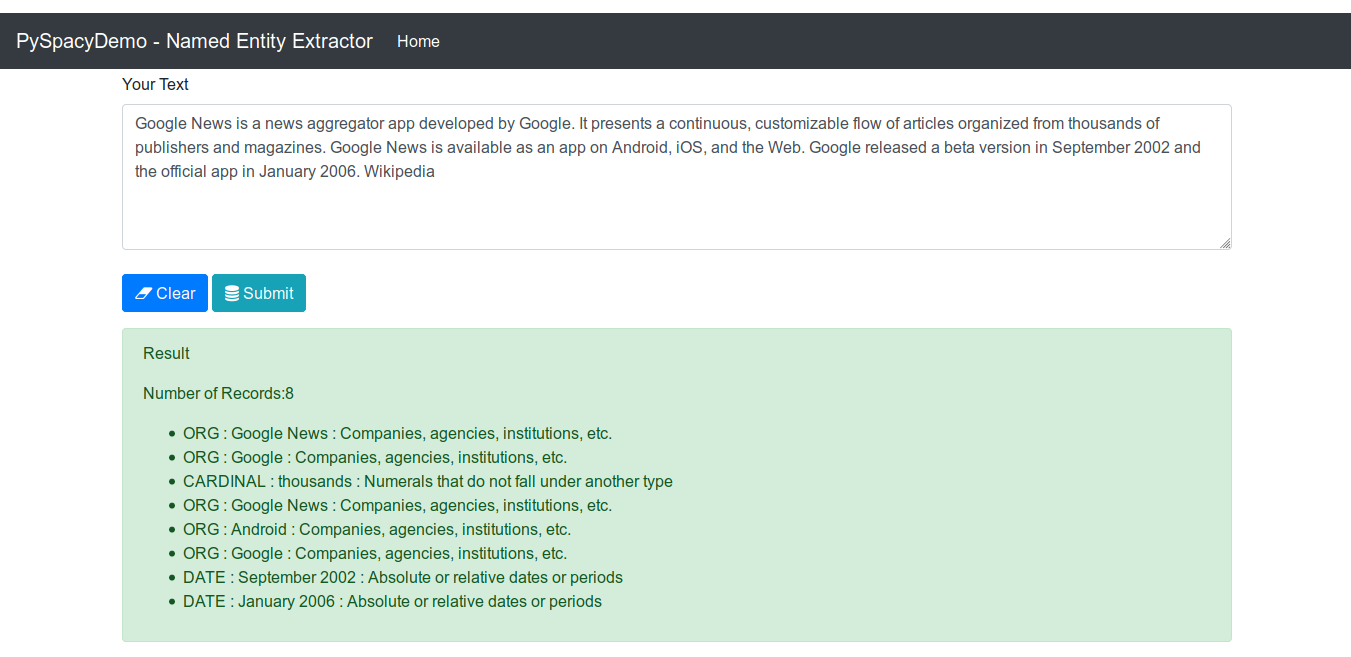 PySpacyDemo - Named Entity Extractor Home
Your Text
Google News is a news aggregator app developed by Google. It presents a continuous, customizable flow of articles organized from thousands of
publishers and magazines. Google News is available as an app on Android, iOS, and the Web. Google released a beta version in September 2002 and
the official app in January 2006. Wikipedia
Clear Submit
Result
Number of Records:8
• ORG : Google News : Companies, agencies, institutions, etc.
• ORG : Google : Companies, agencies, institutions, etc.
• CARDINAL : thousands : Numerals that do not fall under another type
• ORG : Google News : Companies, agencies, institutions, etc.
• ORG : Android : Companies, agencies, institutions, etc.
• ORG : Google : Companies, agencies, institutions, etc.
• DATE : September 2002 : Absolute or relative dates or periods
• DATE : January 2006 : Absolute or relative dates or periods